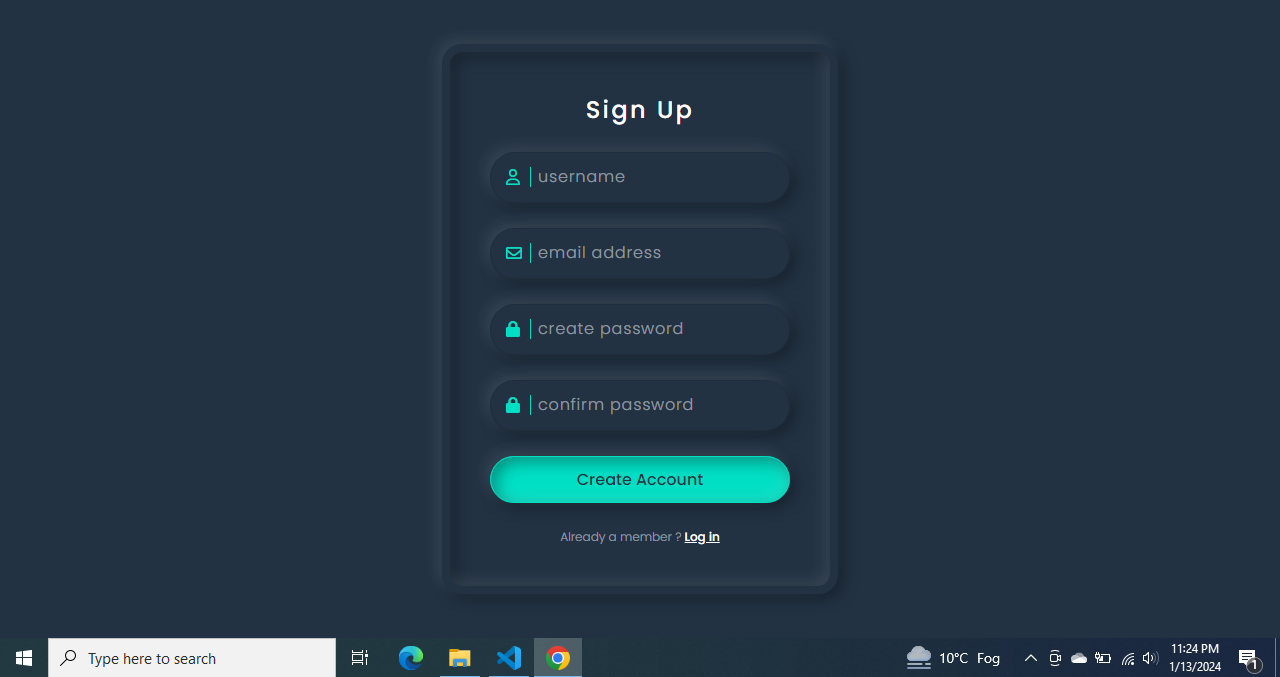 Sign Up
username
email address
create password
confirm password
Create Account
Already a member ? Log in
Type here to search
10°C Fog
11:24 PM
1/13/2024
1